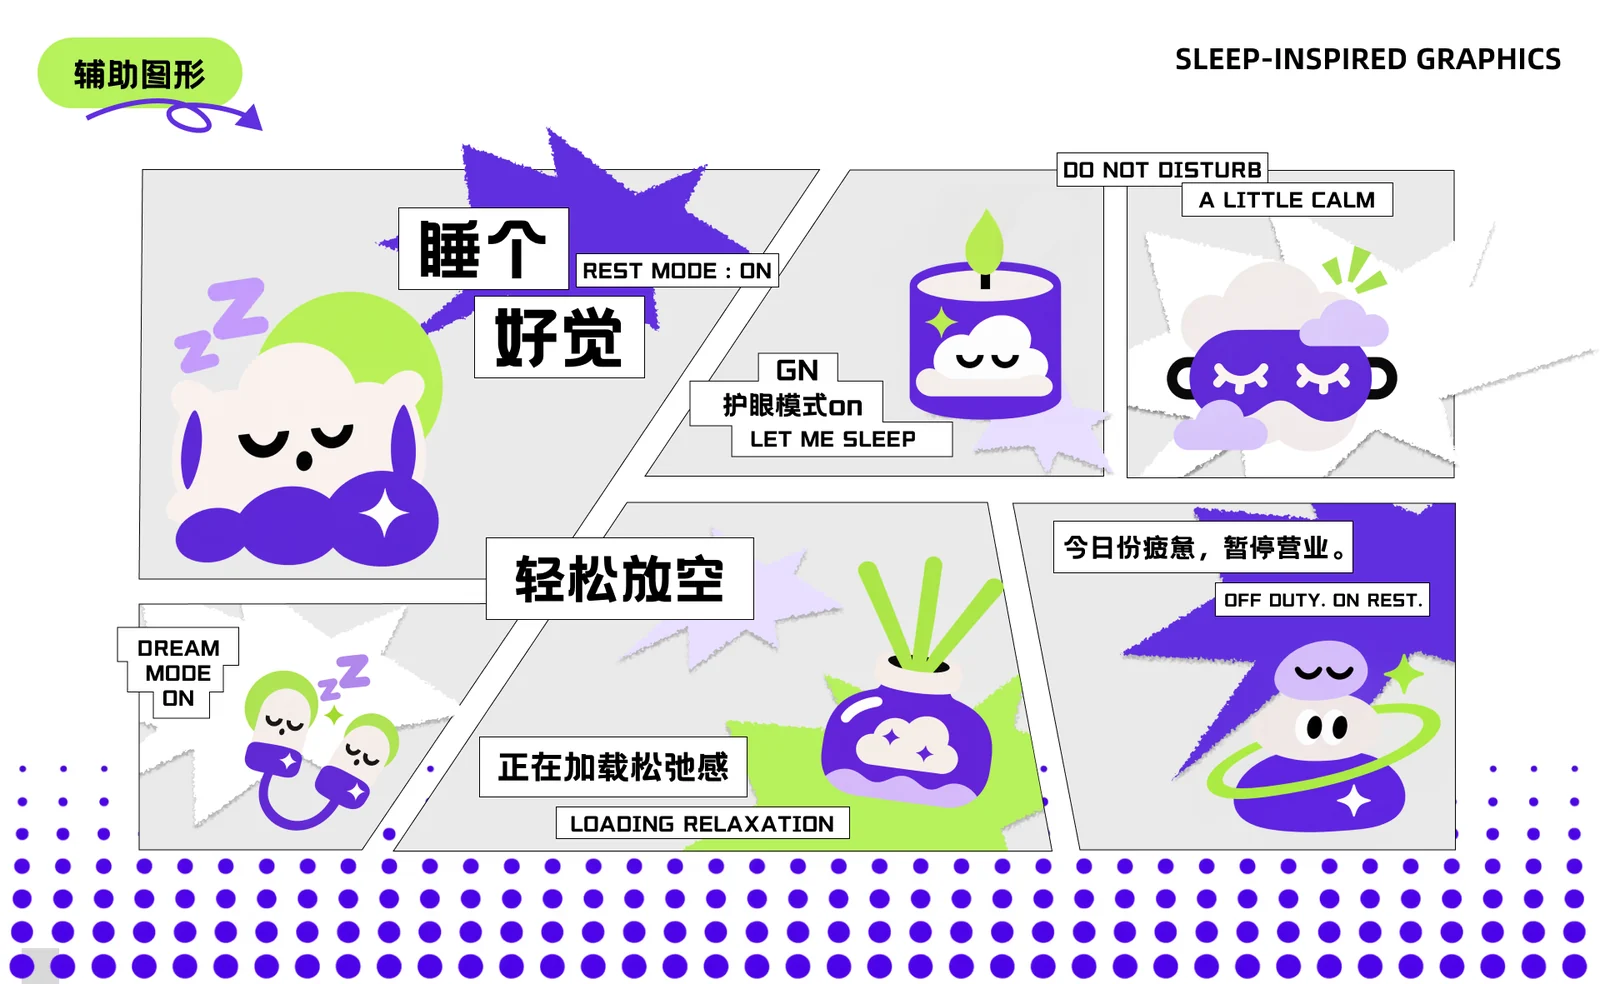 辅助图形
SLEEP-INSPIRED GRAPHICS
睡个
REST MODE : ON
好觉
DO NOT DISTURB
A LITTLE CALM
GN
护眼模式on
LET ME SLEEP
轻松放空
今日份疲惫，暂停营业。
OFF DUTY. ON REST.
DREAM
MODE
ON
正在加载松弛感
LOADING RELAXATION
ZZ
ZZ